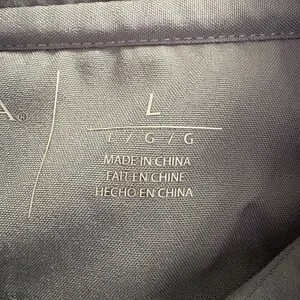 A®
L
L / G / G
MADE IN CHINA
FAIT EN CHINE
HECHO EN CHINA